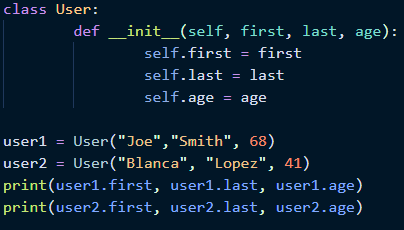 class User:
        def __init__(self, first, last, age):
                self.first = first
                self.last = last
                self.age = age

user1 = User("Joe","Smith", 68)
user2 = User("Blanca", "Lopez", 41)
print(user1.first, user1.last, user1.age)
print(user2.first, user2.last, user2.age)